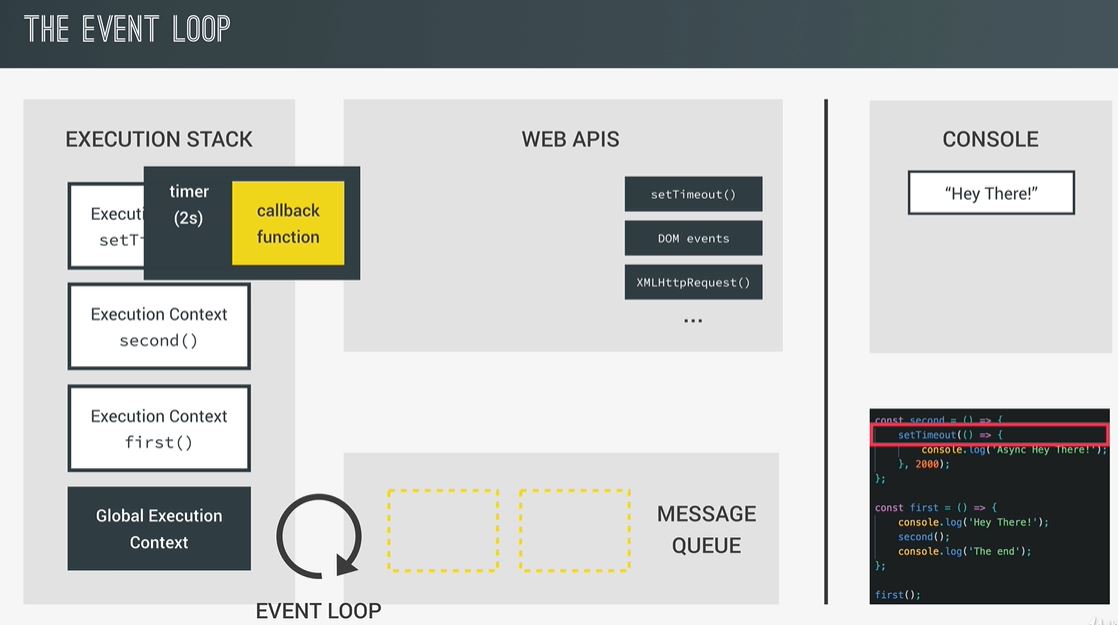 THE EVENT LOOP
EXECUTION STACK
timer
(2s)
callback
function
Executi
setT
Execution Context
second()
Execution Context
first()
Global Execution
Context
EVENT LOOP
WEB APIS
setTimeout()
DOM events
XMLHttpRequest()
...
MESSAGE
QUEUE
CONSOLE
“Hey There!”
const second = () => {
setTimeout(() => {
console.log('Async Hey There!');
}, 2000);
};
const first = () => {
console.log('Hey There!');
second();
console.log('The end');
};
first();